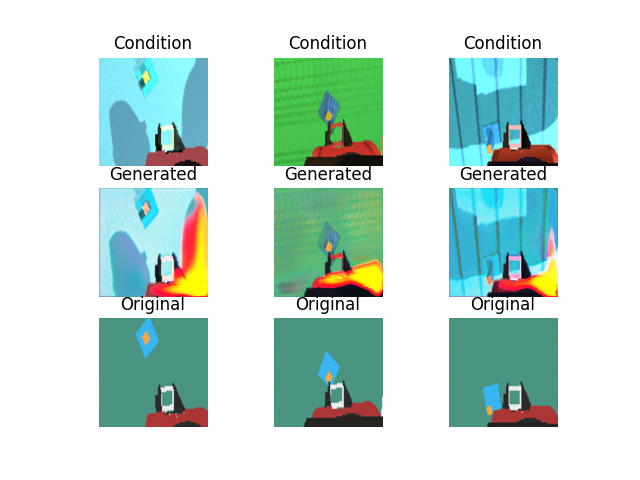 Condition Condition Condition
Generated Generated Generated
Original Original Original